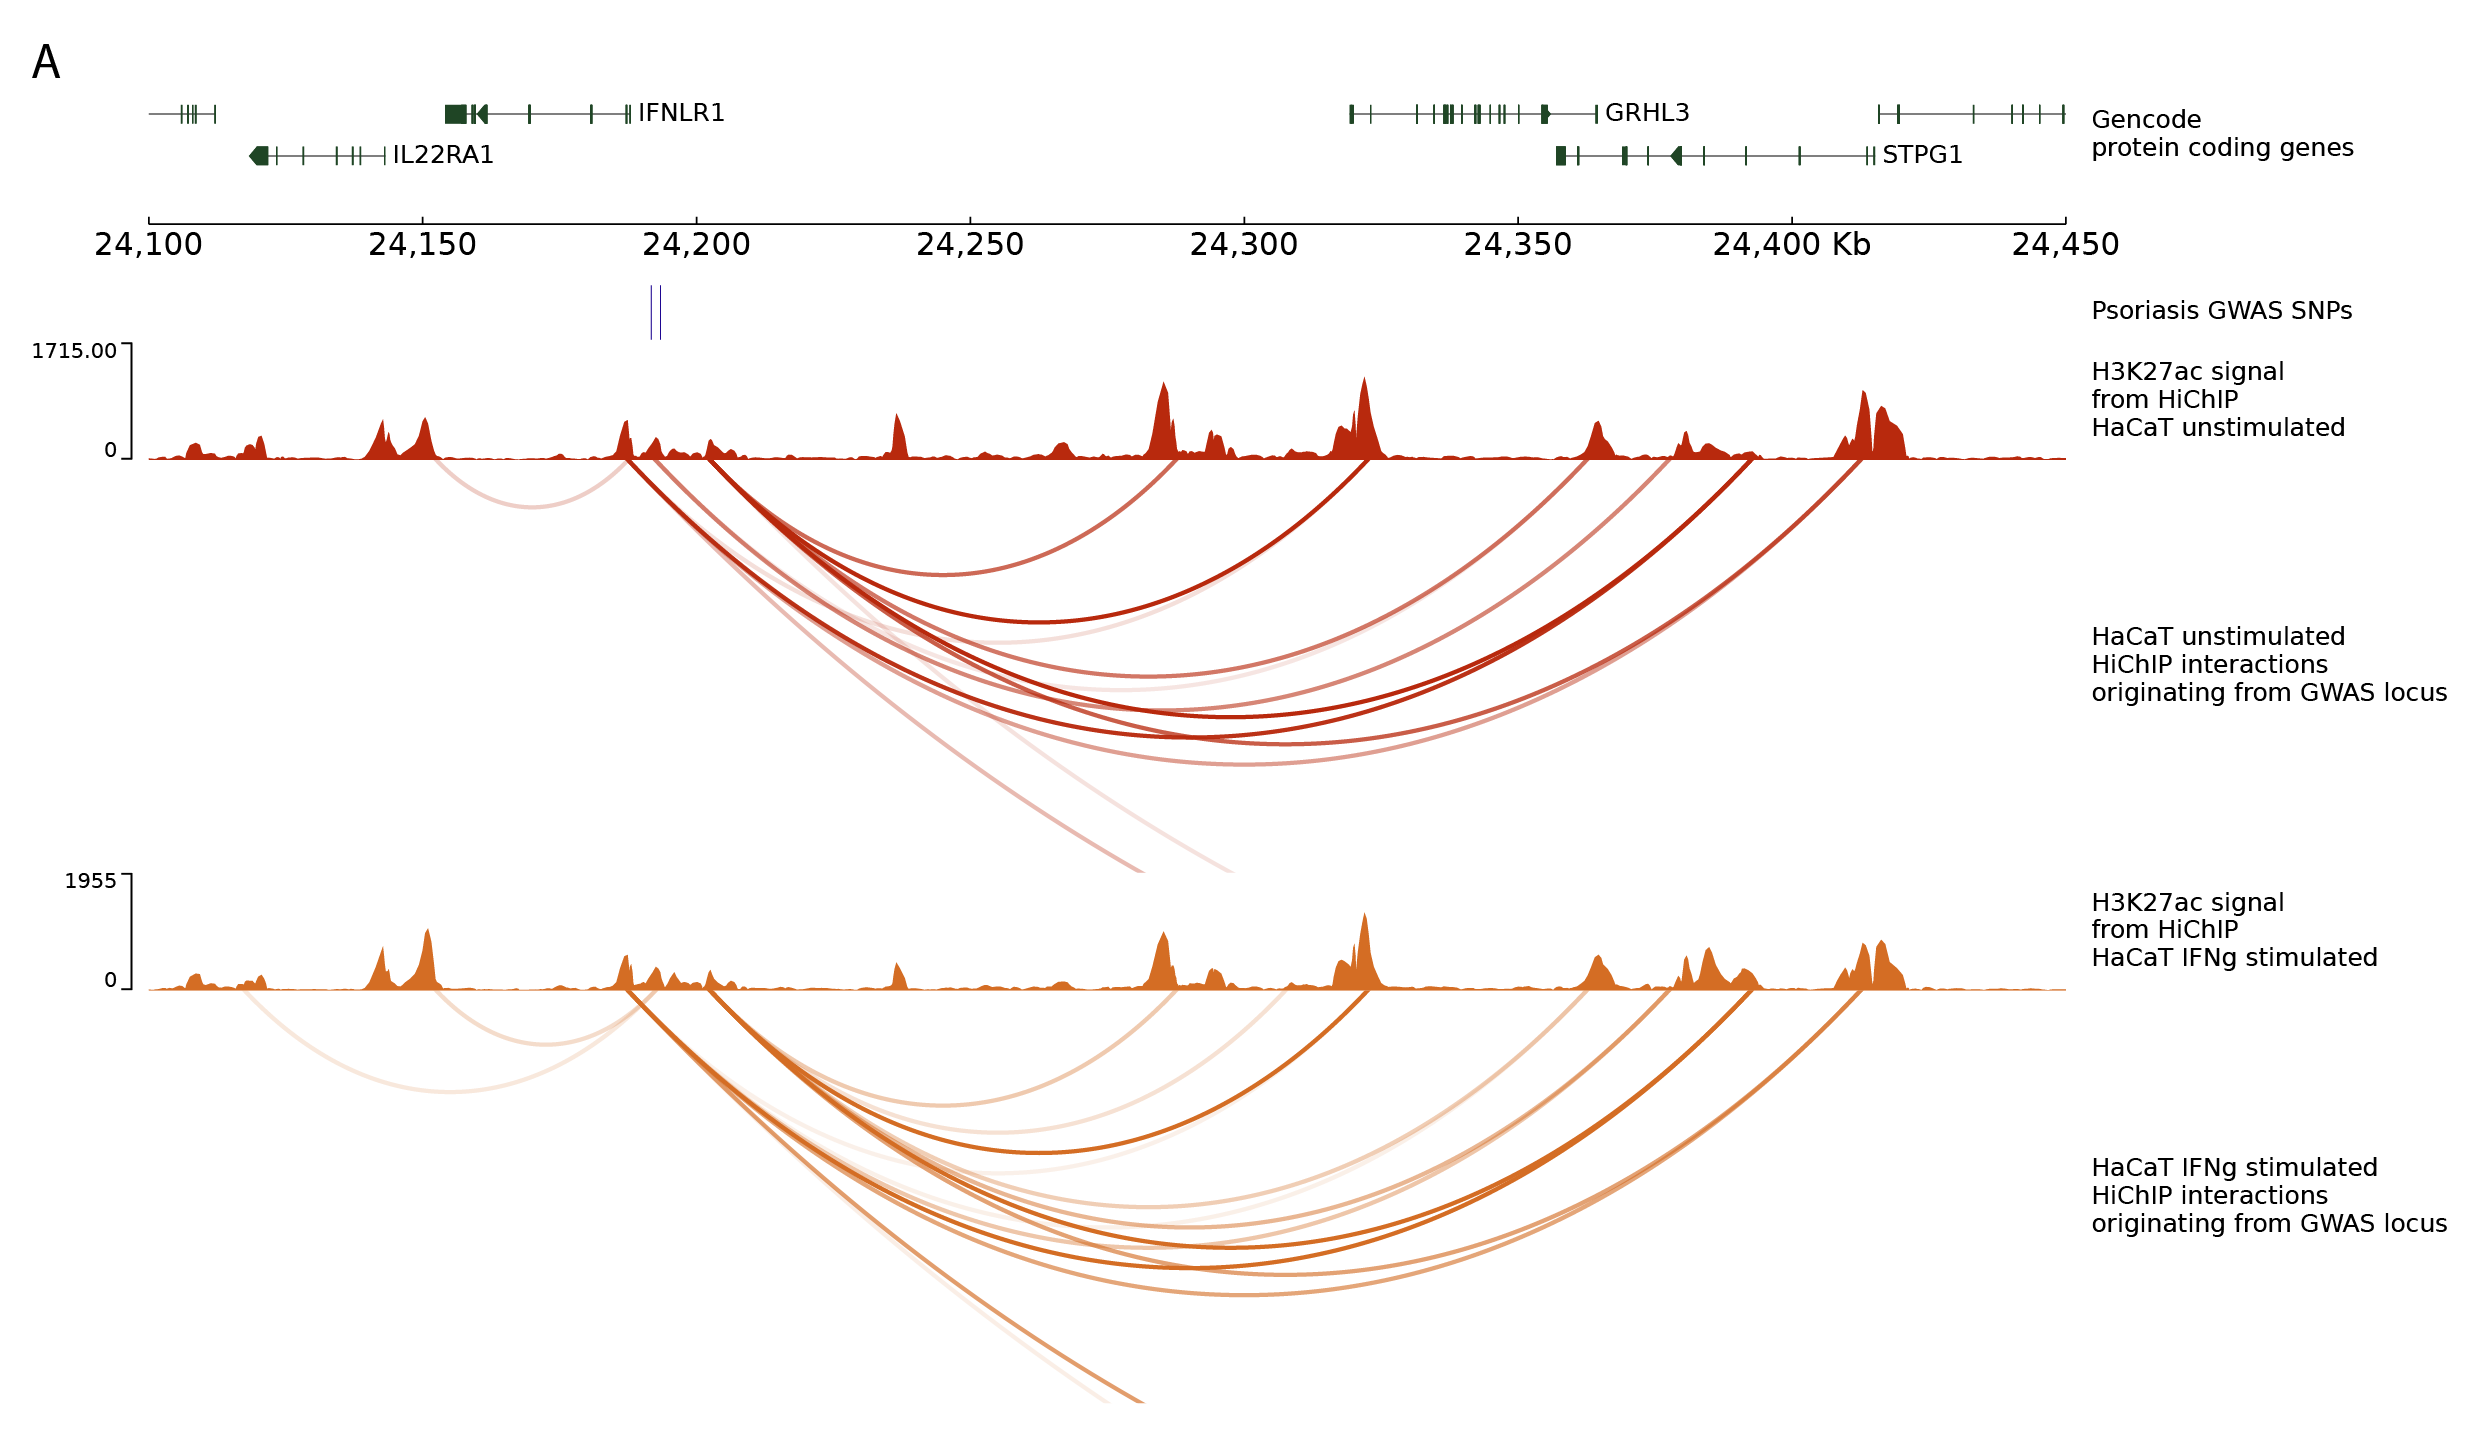 A
IFNLR1
GRHL3
IL22RA1
STPG1
Gencode
protein coding genes
24,100
24,150
24,200
24,250
24,300
24,350
24,400 Kb
24,450
Psoriasis GWAS SNPs
1715.00
0
H3K27ac signal
from HiChIP
HaCaT unstimulated
HaCaT unstimulated
HiChIP interactions
originating from GWAS locus
1955
0
H3K27ac signal
from HiChIP
HaCaT IFNg stimulated
HaCaT IFNg stimulated
HiChIP interactions
originating from GWAS locus